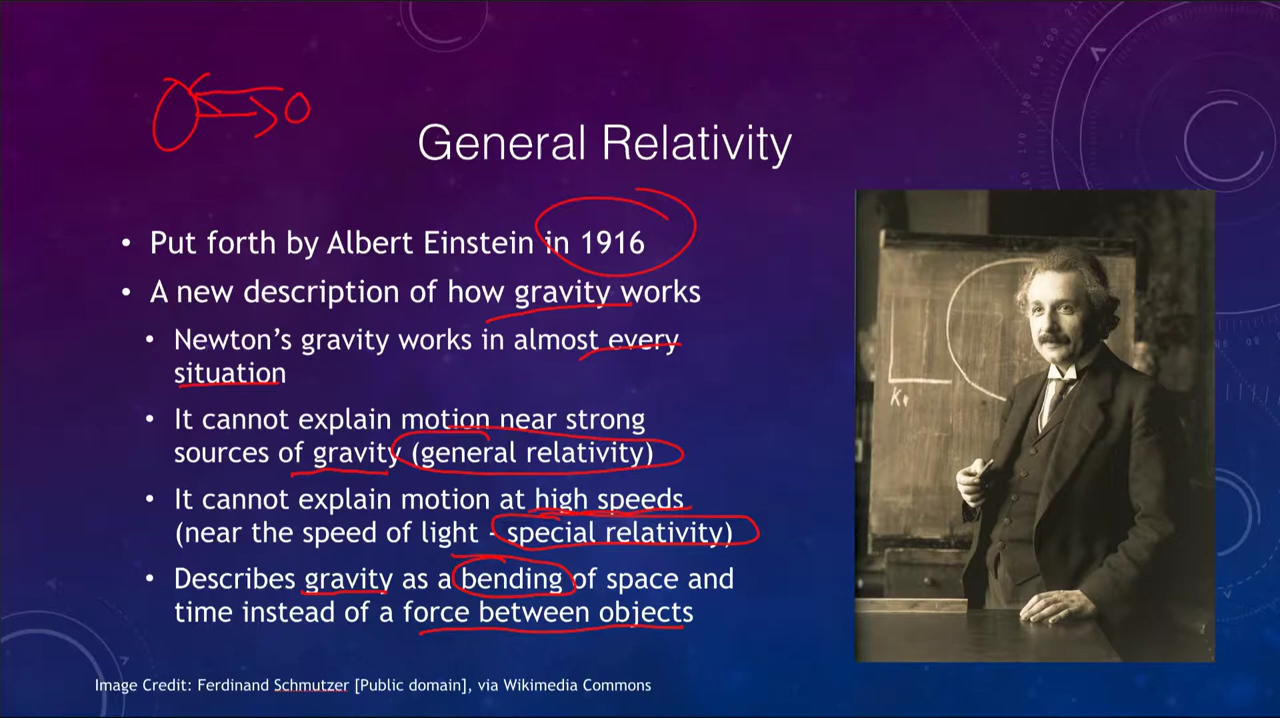 General Relativity
• Put forth by Albert Einstein in 1916
• A new description of how gravity works
• Newton's gravity works in almost every
situation
• It cannot explain motion near strong
sources of gravity (general relativity)
• It cannot explain motion at high speeds
(near the speed of light - special relativity)
• Describes gravity as a bending of space and
time instead of a force between objects
Image Credit: Ferdinand Schmutzer [Public domain], via Wikimedia Commons